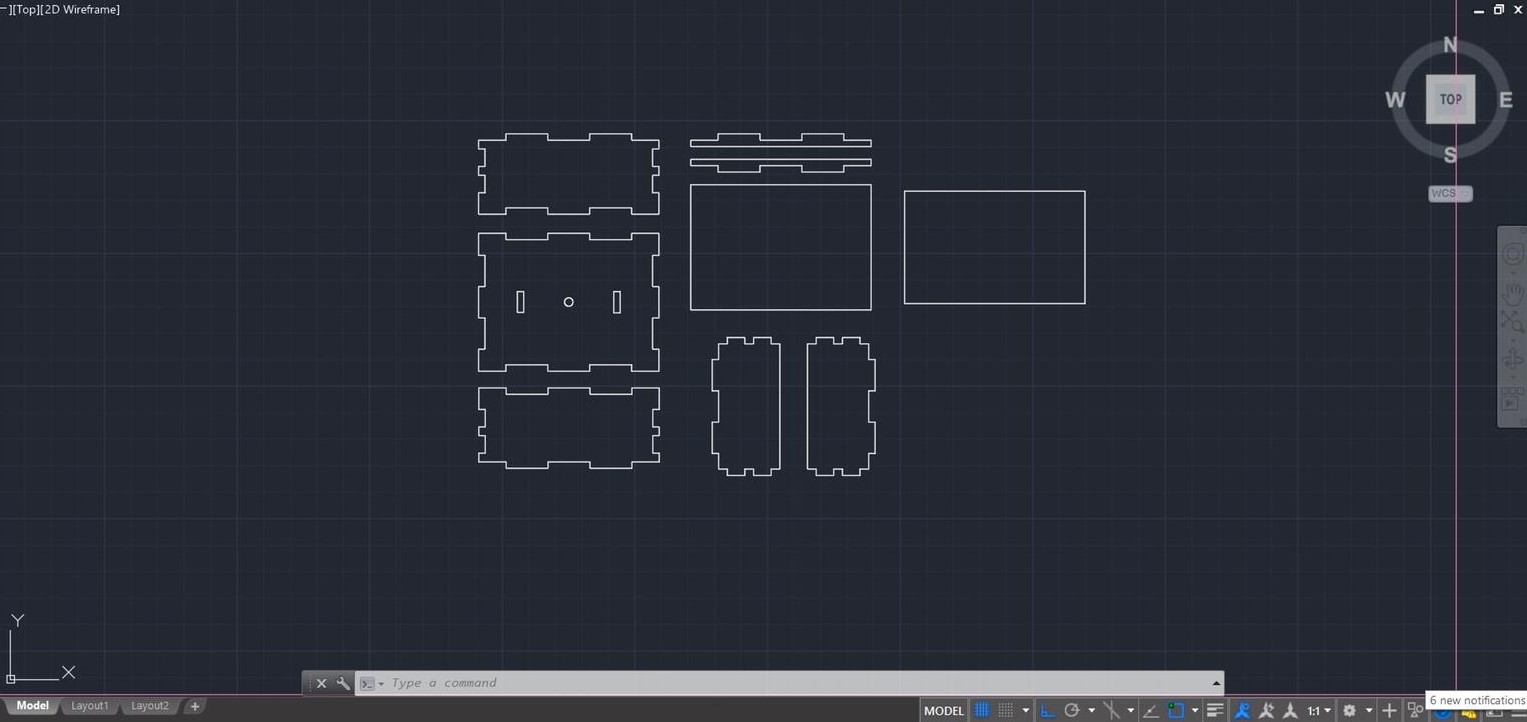 –][Top][2D Wireframe]
N
W
TOP
E
S
WCS
Y
X
Type a command
Model
Layout1
Layout2
+
MODEL
1:1
6 new notifications